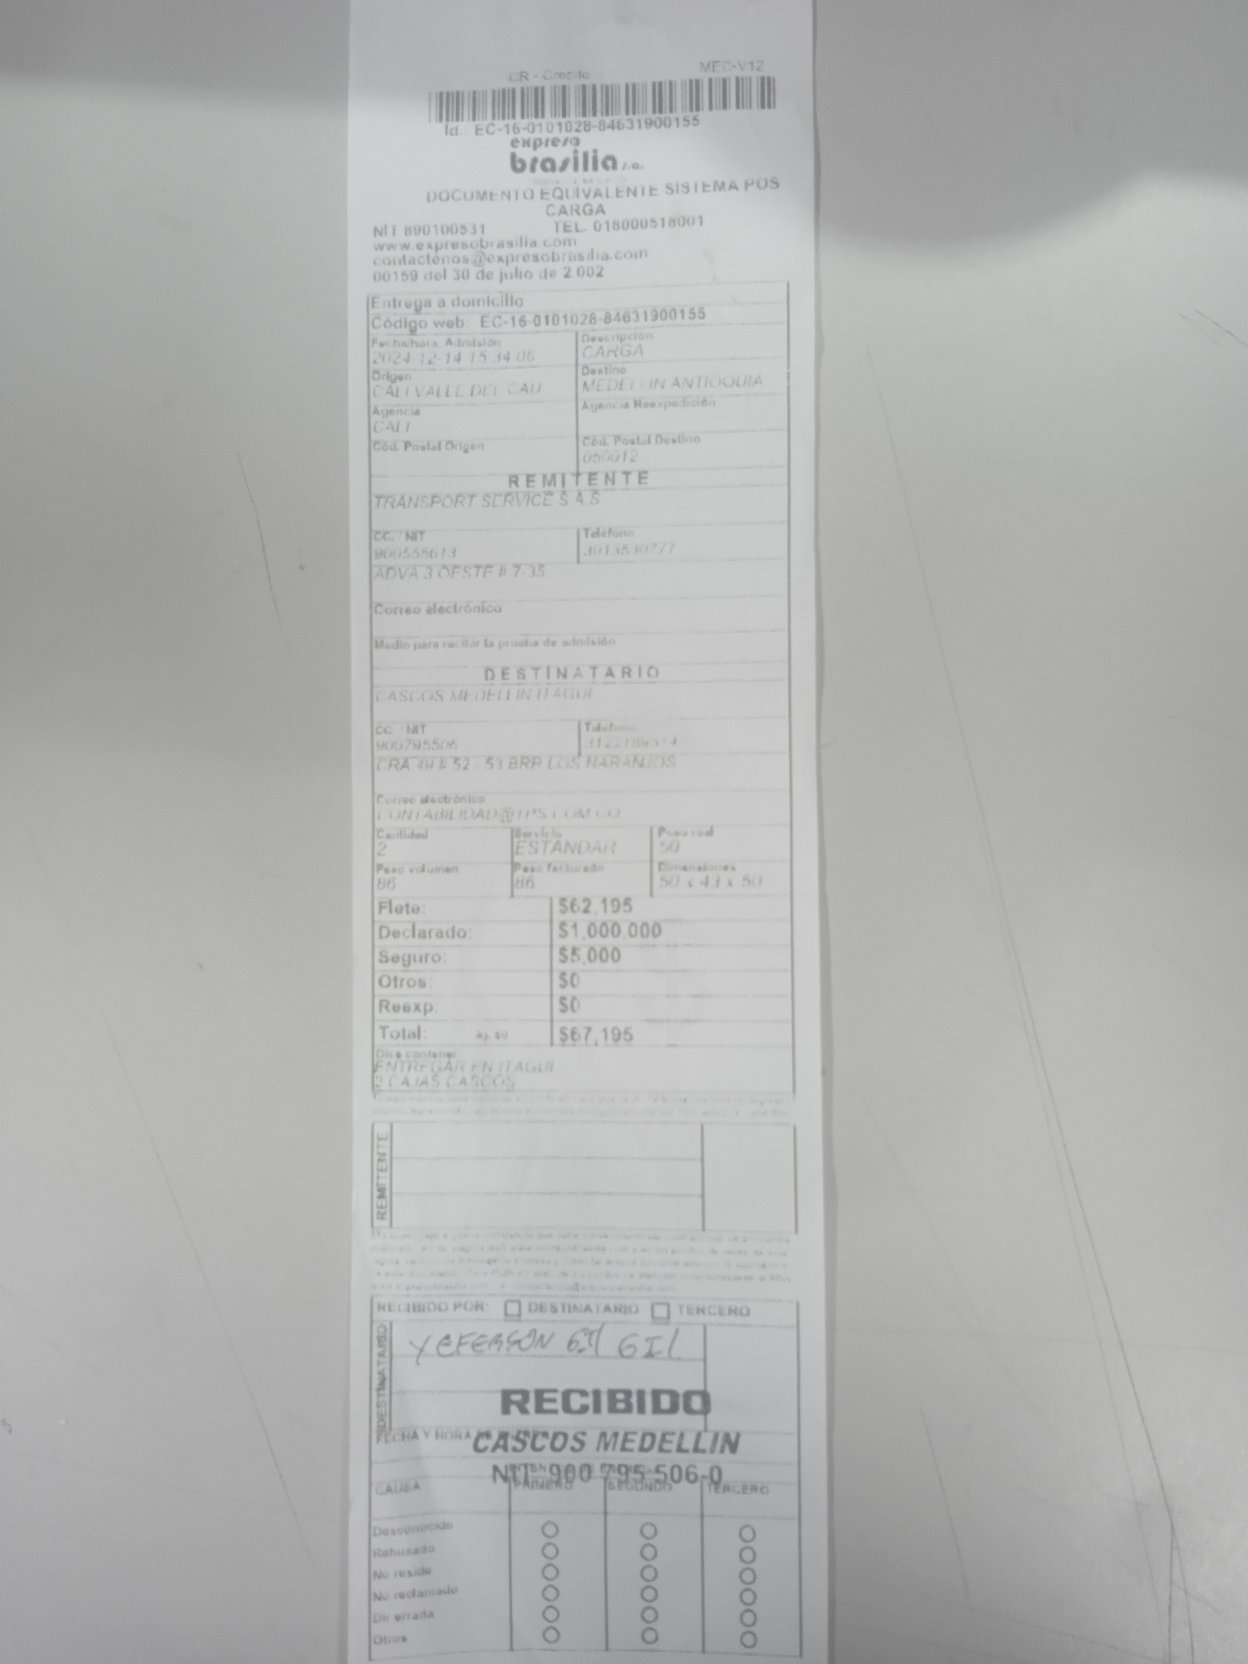 CR - Credito MEC-V12
Id.: EC-16-0101028-84631900155
expreso
brasilia s.a.
DOCUMENTO EQUIVALENTE SISTEMA POS
CARGA
NIT 890100531 TEL. 018000518001
www.expresobrasilia.com
contactenos@expresobrasilia.com
00159 del 30 de julio de 2.002
Entrega a domicilio
Código web EC-16-0101028-84631900155
Fecha/hora Admisión Descripción
2024-12-14 15:34:06 CARGA
Origen Destino
CALI VALLE DEL CAU MEDELLIN ANTIOQUIA
Agencia Agencia Reexpedición
CALI
Cód. Postal Origen Cód. Postal Destino
050012
REMITENTE
TRANSPORT SERVICE S.A.S
CC. NIT Teléfono
900555613
ADVA 3 OESTE # 7-35
Correo electrónico
Medio para recibir la prueba de admisión
DESTINATARIO
CASCOS MEDELLIN ITAGUI
CC. NIT Teléfono
900795506
CRA 49 # 52 - 53 BRR LOS NARANJOS
Correo electrónico
CONTABILIDAD@TPS.COM.CO
Cantidad Servicio Peso real
2 ESTANDAR 50
Peso volumen Peso facturado Dimensiones
86 86 50 x 43 x 50
Flete: $62,195
Declarado: $1,000.000
Seguro: $5,000
Otros: $0
Reexp. $0
Total: Aj. $0 $67,195
Dice contener
ENTREGAR EN ITAGUI
2 CAJAS CASCOS
REMITENTE
RECIBIDO POR: DESTINATARIO TERCERO
DESTINATARIO
YEFERSON GIL GIL
RECIBIDO
FECHA Y HORA
CASCOS MEDELLIN
NIT 900 795 506-0
CAUSA PRIMERO SEGUNDO TERCERO
Desconocido
Rehusado
No reside
No reclamado
Dir errada
Otros